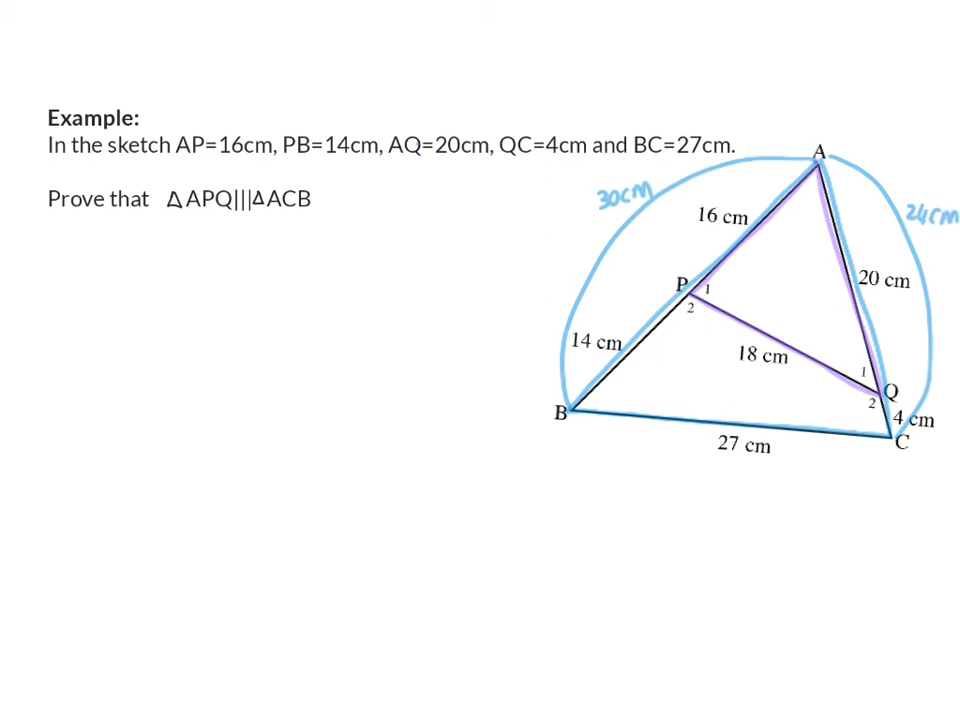 Example:
In the sketch AP=16cm, PB=14cm, AQ=20cm, QC=4cm and BC=27cm.
A
30cm
24cm
Prove that ΔAPQ|||ΔACB
16 cm
20 cm
P 1
2
14 cm
18 cm
1
Q
2
B
4 cm
27 cm
C